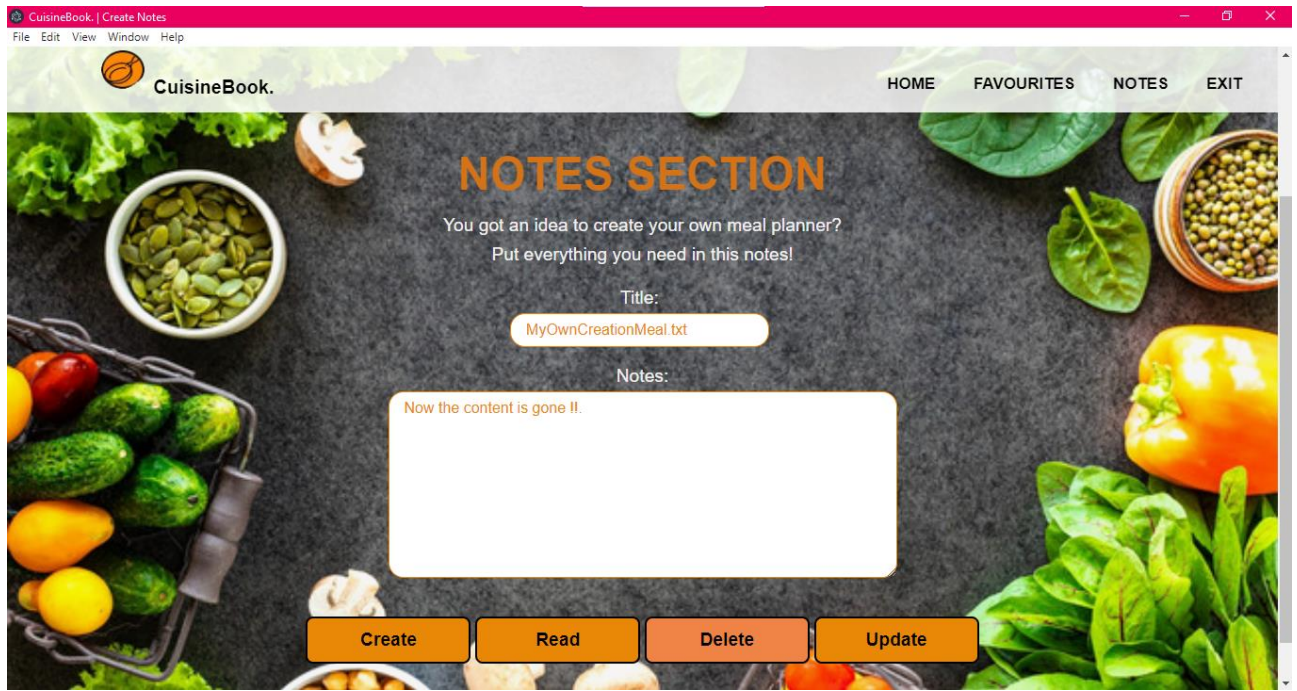 CuisineBook. | Create Notes
File Edit View Window Help
CuisineBook.
HOME FAVOURITES NOTES EXIT
NOTES SECTION
You got an idea to create your own meal planner?
Put everything you need in this notes!
Title:
MyOwnCreationMeal.txt
Notes:
Now the content is gone !!.
Create Read Delete Update